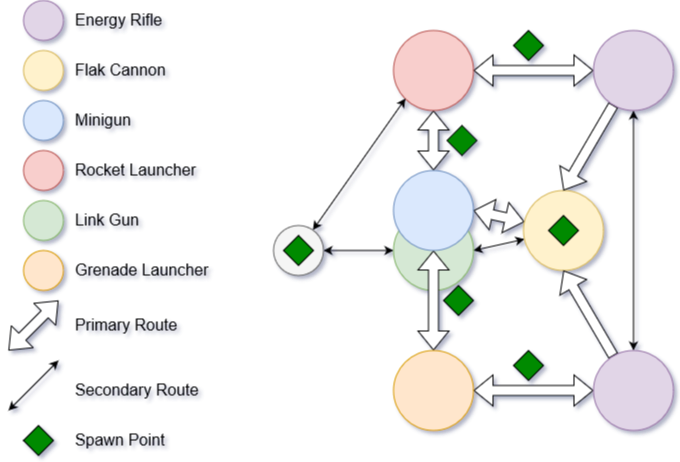 Energy Rifle
Flak Cannon
Minigun
Rocket Launcher
Link Gun
Grenade Launcher
Primary Route
Secondary Route
Spawn Point